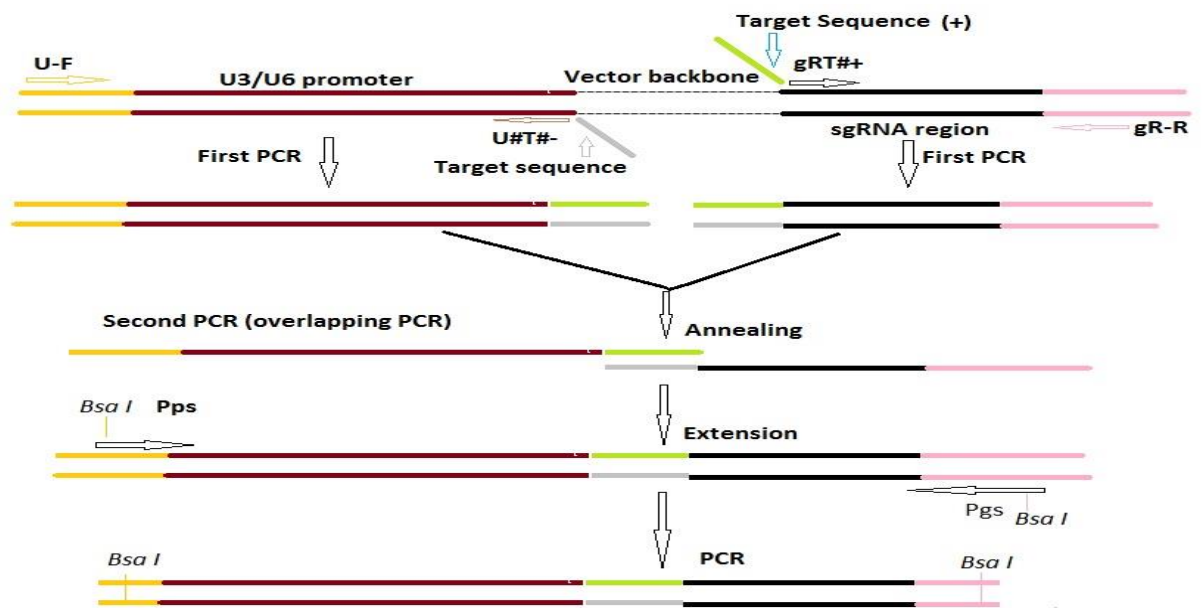 Target Sequence (+)
U-F
gRT#+
U3/U6 promoter
Vector backbone
U#T#-
sgRNA region
gR-R
First PCR
Target sequence
First PCR
Second PCR (overlapping PCR)
Annealing
Bsa I Pps
Extension
Pgs Bsa I
Bsa I
PCR
Bsa I